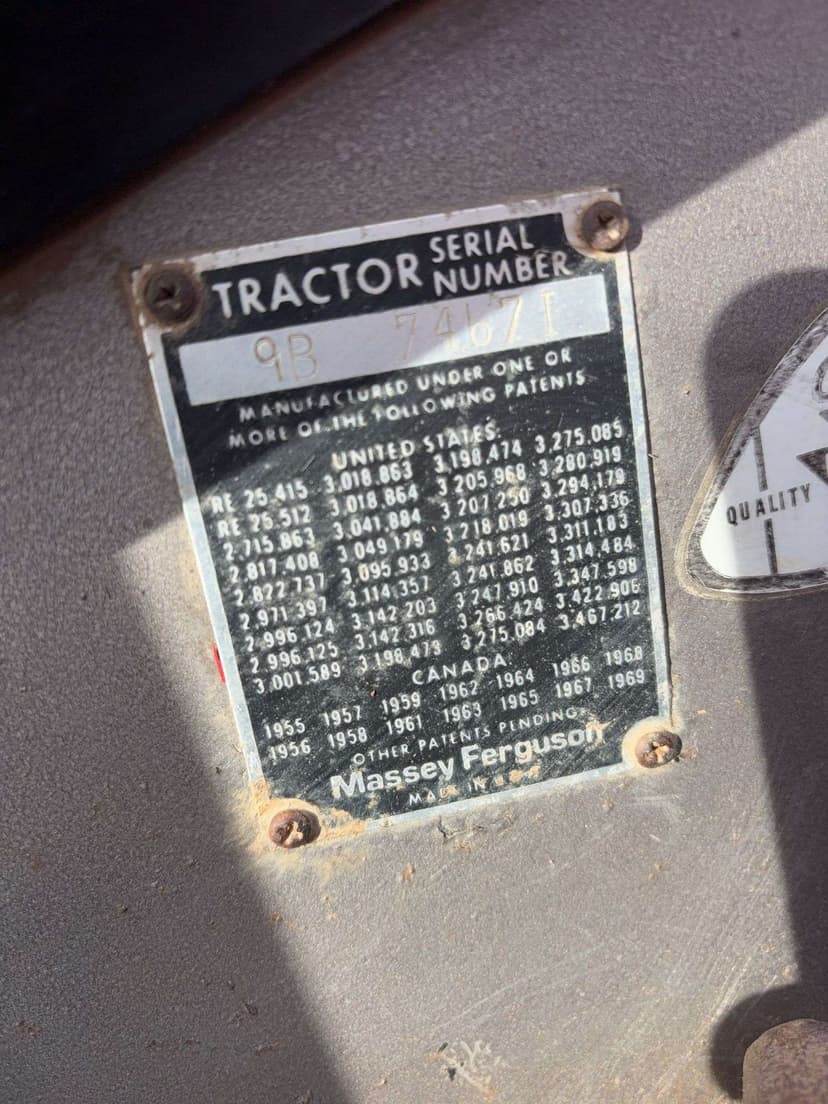 TRACTOR SERIAL NUMBER
9B 74671
MANUFACTURED UNDER ONE OR
MORE OF THE FOLLOWING PATENTS
UNITED STATES:
RE 25.415 3.018.863 3.198.474 3.275.085
RE 25.512 3.018.864 3.205.968 3.280.919
2.715.863 3.041.884 3.207.250 3.294.179
2.817.408 3.049.179 3.218.019 3.307.336
2.822.737 3.095.933 3.241.621 3.311.183
2.971.397 3.114.357 3.241.862 3.314.484
2.996.124 3.142.203 3.247.910 3.347.598
2.996.125 3.142.316 3.266.424 3.422.906
3.001.589 3.198.473 3.275.084 3.467.212
CANADA:
1955 1957 1959 1962 1964 1966 1968
1956 1958 1961 1963 1965 1967 1969
OTHER PATENTS PENDING
Massey Ferguson
MADE IN
QUALITY